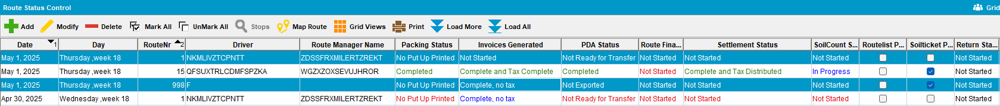 Route Status Control Grid
Add Modify Delete Mark All UnMark All Stops Map Route Grid Views Print Load More Load All
Date 1 Day RouteNr 2 Driver Route Manager Name Packing Status Invoices Generated PDA Status Route Fina... Settlement Status SoilCount S... Routelist P... Soilticket P... Return Sta...
May 1, 2025 Thursday ,week 18 1 NKMLIVZTCPNTT ZDSSFRXMILERTZREKT No Put Up Printed Not Started Not Ready for Transfer Not Started Not Started Not Started Not Started
May 1, 2025 Thursday ,week 18 15 QFSUXTRLCDMFSPZKA WGZXZOXSEVUJHROR Completed Complete and Tax Complete Completed Not Started Complete and Tax Distributed In Progress Not Started
May 1, 2025 Thursday ,week 18 998 F No Put Up Printed Complete, no tax Not Exported Not Started Not Started Not Started Not Started
Apr 30, 2025 Wednesday ,week 18 1 NKMLIVZTCPNTT ZDSSFRXMILERTZREKT No Put Up Printed Complete, no tax Not Ready for Transfer Not Started Not Started Not Started Not Started